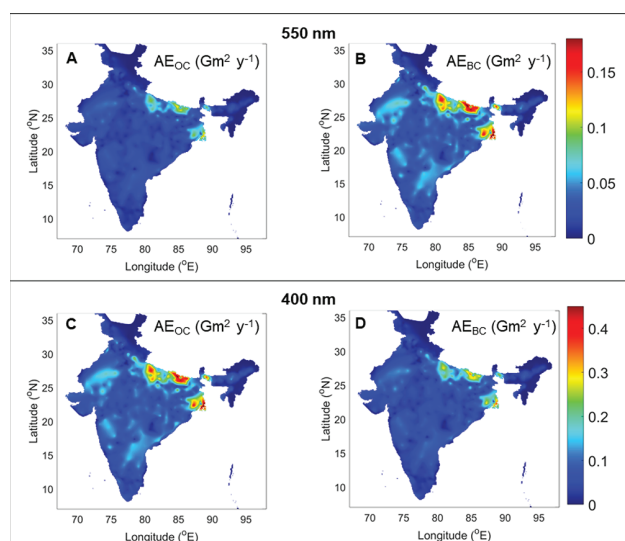 550 nm
A AE_OC (Gm² y⁻¹)
35
30
25
20
15
10
Latitude (°N)
70 75 80 85 90 95
Longitude (°E)
B AE_BC (Gm² y⁻¹)
35
30
25
20
15
10
Latitude (°N)
70 75 80 85 90 95
Longitude (°E)
0.15
0.1
0.05
0
400 nm
C AE_OC (Gm² y⁻¹)
35
30
25
20
15
10
Latitude (°N)
70 75 80 85 90 95
Longitude (°E)
D AE_BC (Gm² y⁻¹)
35
30
25
20
15
10
Latitude (°N)
70 75 80 85 90 95
Longitude (°E)
0.4
0.3
0.2
0.1
0